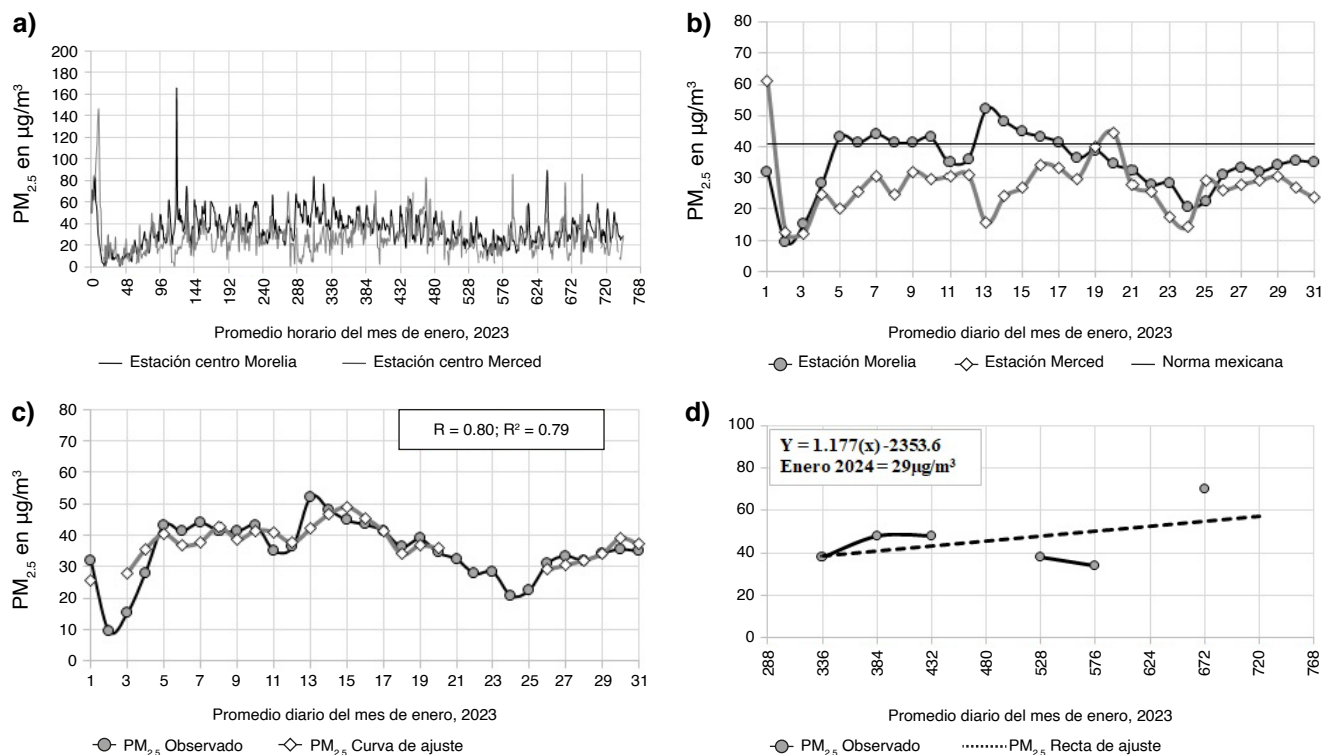 a)
PM2.5 en µg/m³
200
180
160
140
120
100
80
60
40
20
0
0 48 96 144 192 240 288 336 384 432 480 528 576 624 672 720 768
Promedio horario del mes de enero, 2023
Estación centro Morelia Estación centro Merced
b)
PM2.5 en µg/m³
80
70
60
50
40
30
20
10
0
1 3 5 7 9 11 13 15 17 19 21 23 25 27 29 31
Promedio diario del mes de enero, 2023
Estación Morelia Estación Merced Norma mexicana
c)
PM2.5 en µg/m³
80
70
60
50
40
30
20
10
0
R = 0.80; R² = 0.79
1 3 5 7 9 11 13 15 17 19 21 23 25 27 29 31
Promedio diario del mes de enero, 2023
PM2.5 Observado PM2.5 Curva de ajuste
d)
100
80
60
40
20
0
Y = 1.177(x) -2353.6
Enero 2024 = 29µg/m³
288 336 384 432 480 528 576 624 672 720 768
Promedio diario del mes de enero, 2023
PM2.5 Observado PM2.5 Recta de ajuste